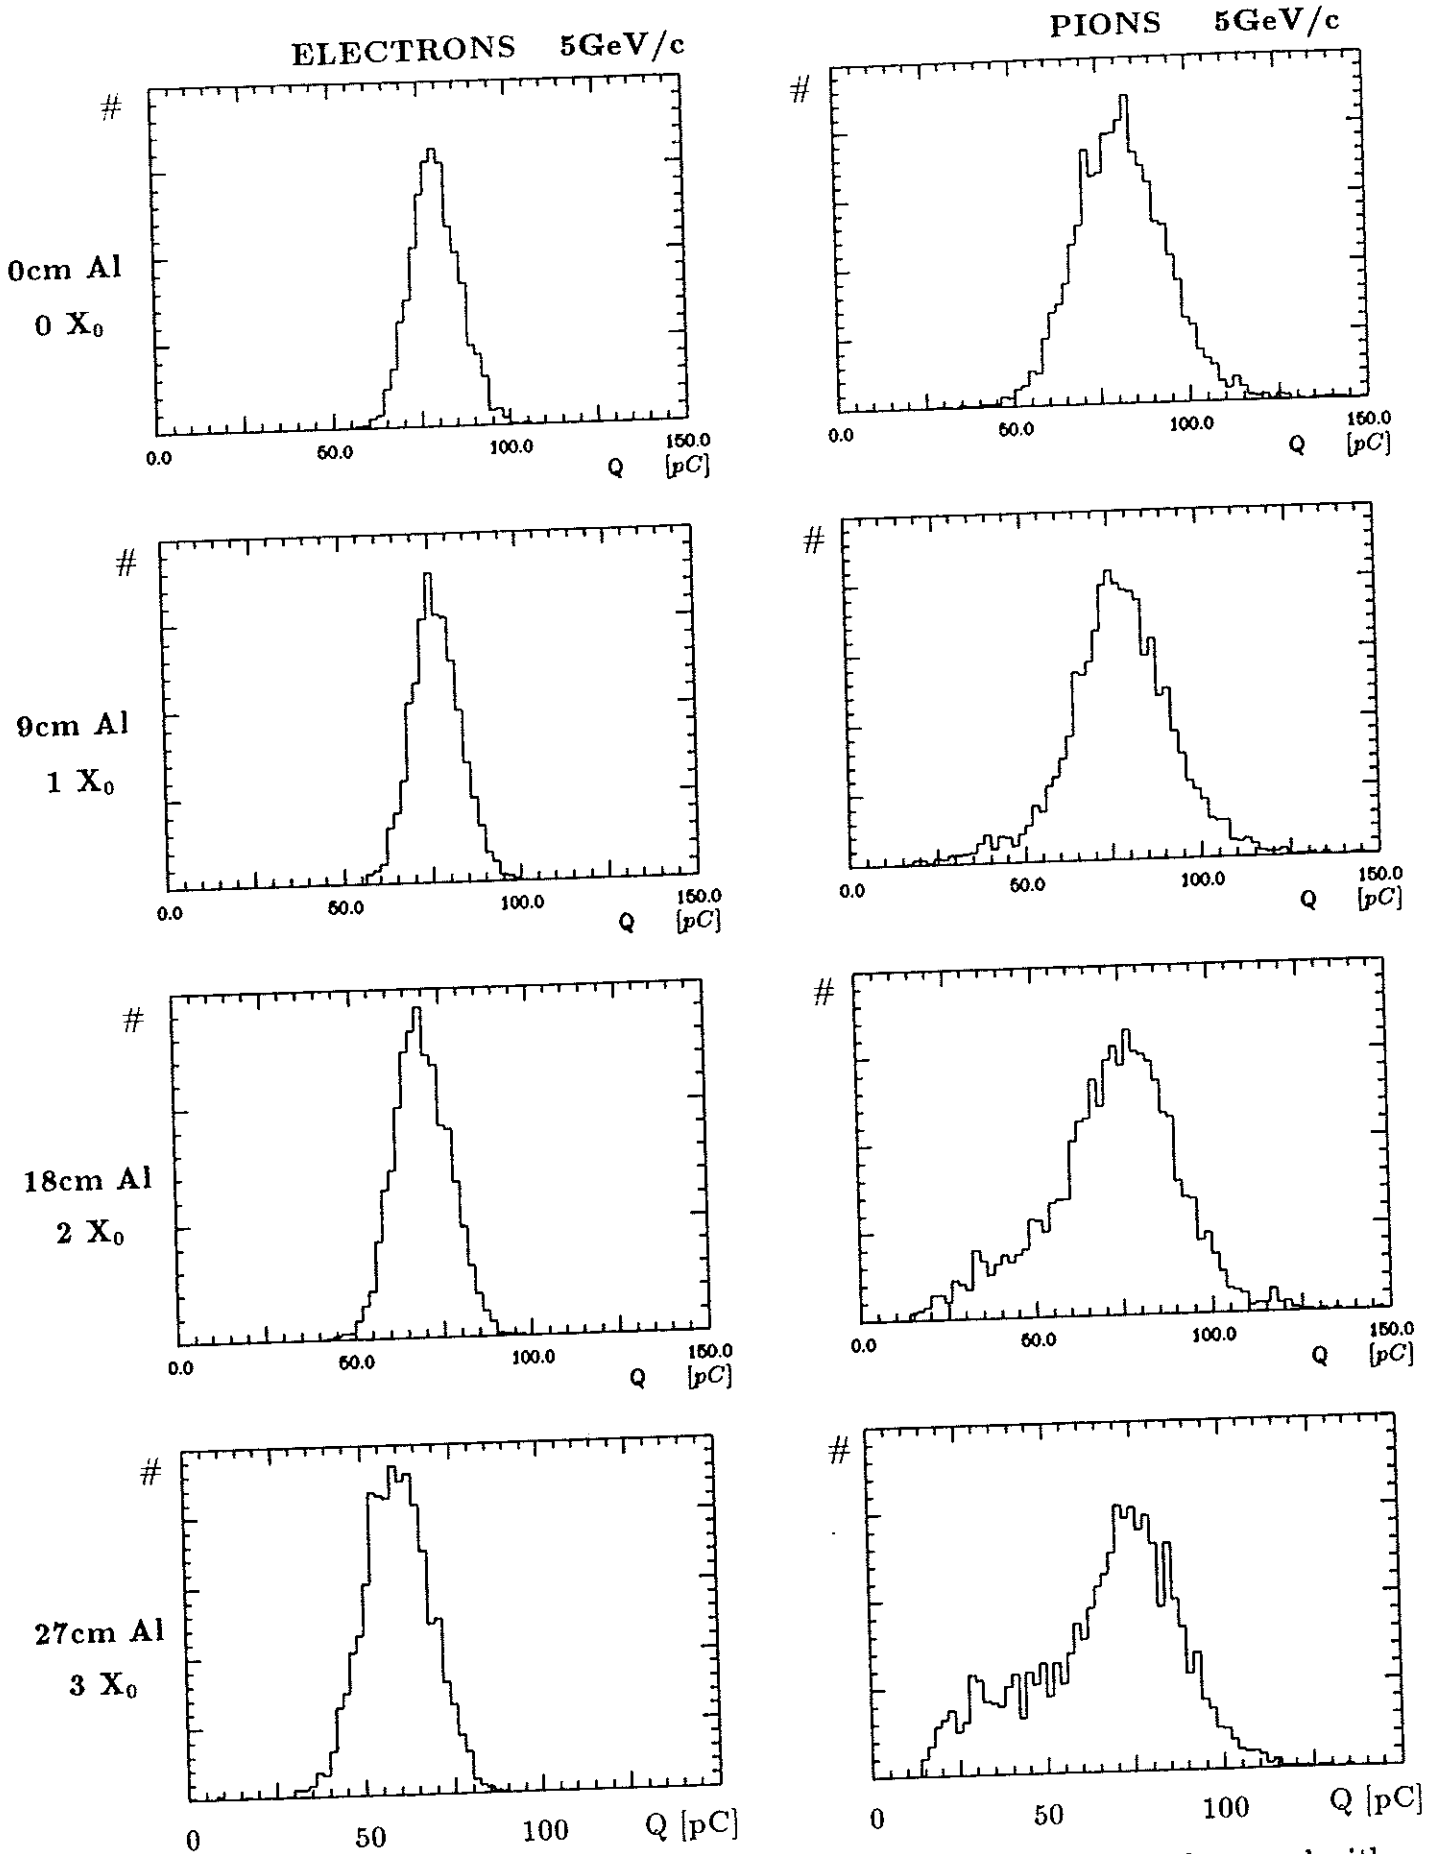 ELECTRONS 5GeV/c
PIONS 5GeV/c
#
#
0cm Al
0 X₀
0.0 50.0 100.0 150.0
Q [pC]
0.0 50.0 100.0 150.0
Q [pC]
#
#
9cm Al
1 X₀
0.0 50.0 100.0 150.0
Q [pC]
0.0 50.0 100.0 150.0
Q [pC]
#
#
18cm Al
2 X₀
0.0 50.0 100.0 150.0
Q [pC]
0.0 50.0 100.0 150.0
Q [pC]
#
#
27cm Al
3 X₀
0 50 100 Q [pC]
0 50 100 Q [pC]